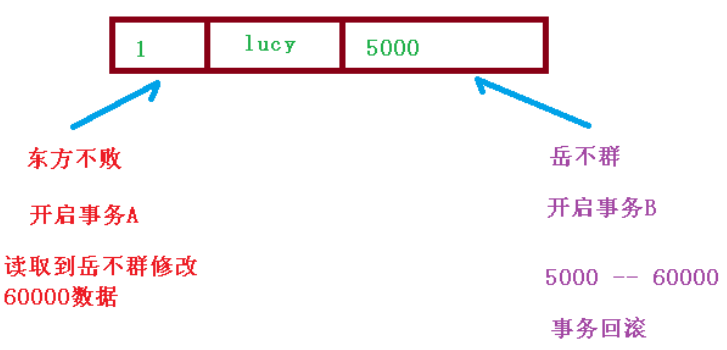 1 lucy 5000
东方不败
开启事务A
读取到岳不群修改
60000数据
岳不群
开启事务B
5000 -- 60000
事务回滚